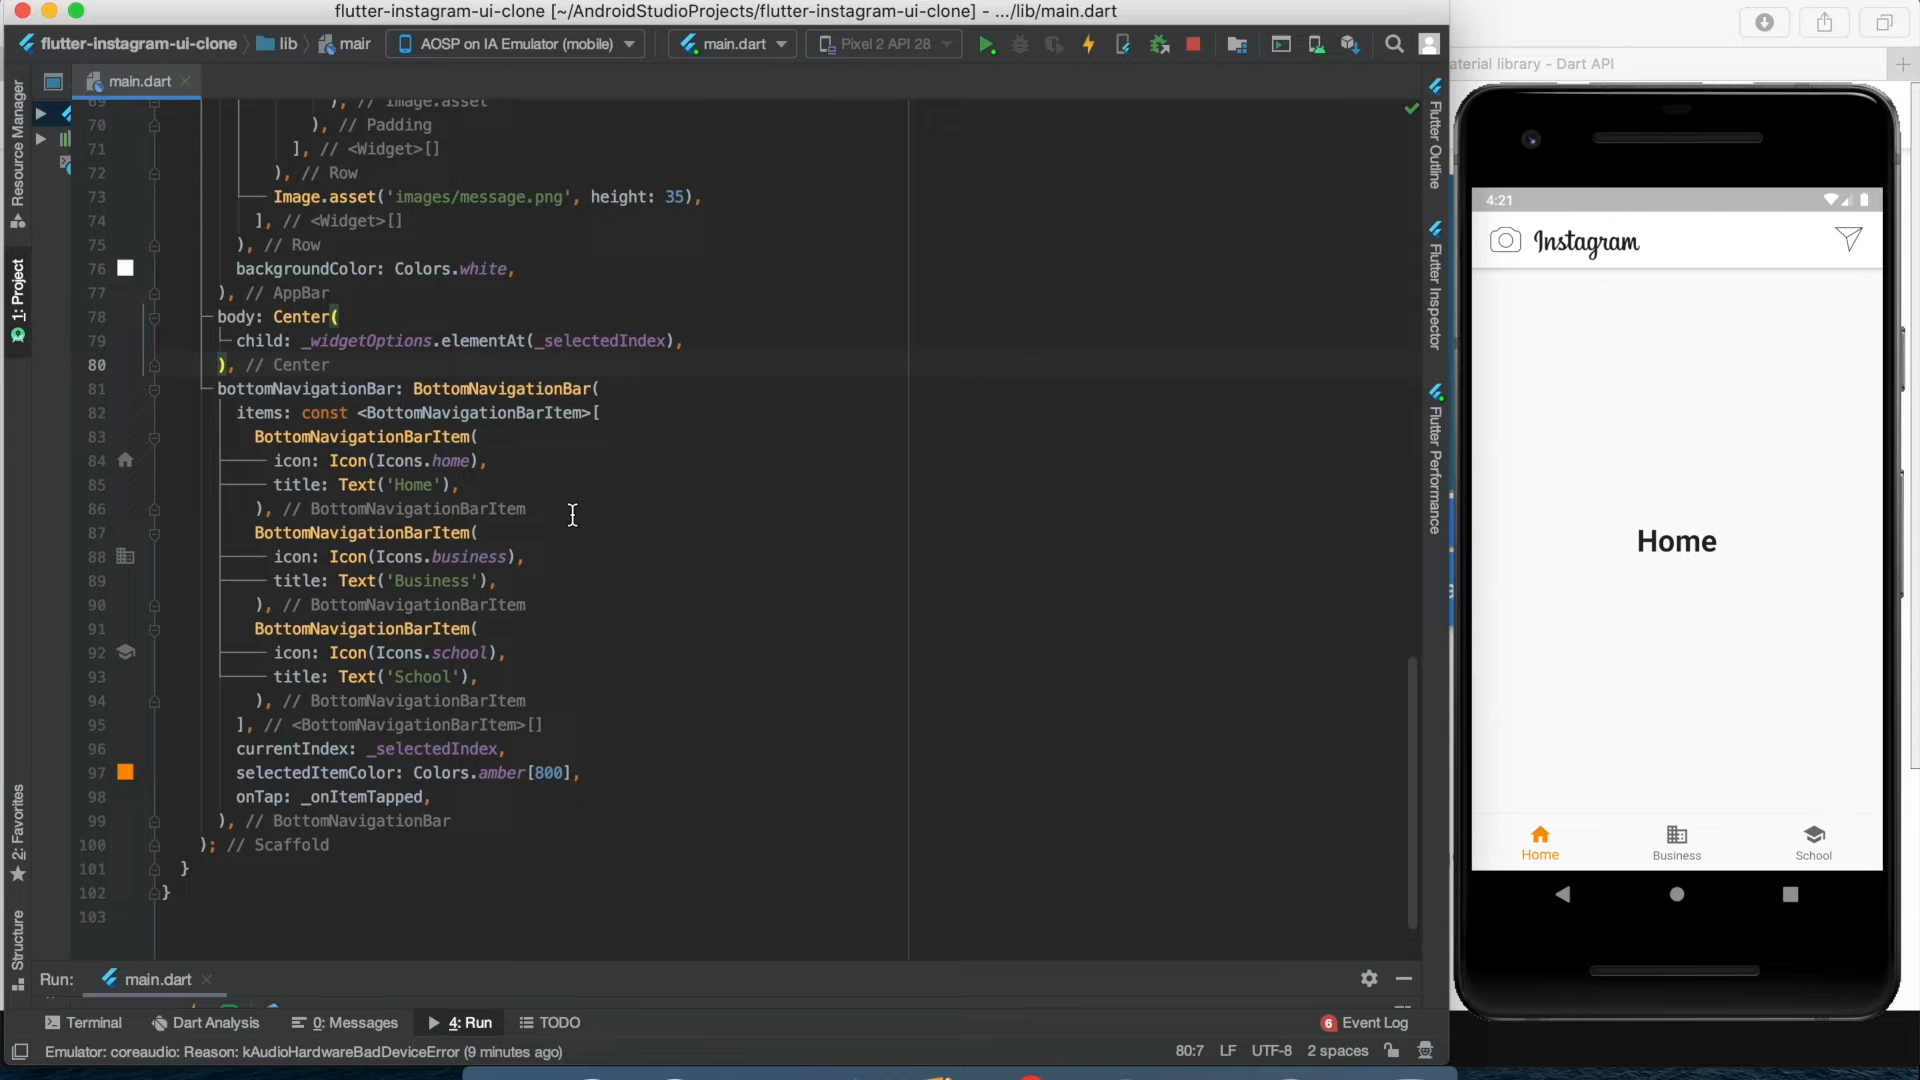 flutter-instagram-ui-clone [~/AndroidStudioProjects/flutter-instagram-ui-clone] - .../lib/main.dart
flutter-instagram-ui-clone
lib
mair
AOSP on IA Emulator (mobile)
main.dart
Pixel 2 API 28
aterial library - Dart API
main.dart
69 ), // Image.asset
70 ), // Padding
71 ], // <Widget>[]
72 ), // Row
73 Image.asset('images/message.png', height: 35),
74 ], // <Widget>[]
75 ), // Row
76 backgroundColor: Colors.white,
77 ), // AppBar
78 body: Center(
79 child: _widgetOptions.elementAt(_selectedIndex),
80 ), // Center
81 bottomNavigationBar: BottomNavigationBar(
82 items: const <BottomNavigationBarItem>[
83 BottomNavigationBarItem(
84 icon: Icon(Icons.home),
85 title: Text('Home'),
86 ), // BottomNavigationBarItem
87 BottomNavigationBarItem(
88 icon: Icon(Icons.business),
89 title: Text('Business'),
90 ), // BottomNavigationBarItem
91 BottomNavigationBarItem(
92 icon: Icon(Icons.school),
93 title: Text('School'),
94 ), // BottomNavigationBarItem
95 ], // <BottomNavigationBarItem>[]
96 currentIndex: _selectedIndex,
97 selectedItemColor: Colors.amber[800],
98 onTap: _onItemTapped,
99 ), // BottomNavigationBar
100 ); // Scaffold
101 }
102 }
103
Resource Manager
1: Project
2: Favorites
Structure
Flutter Outline
Flutter Inspector
Flutter Performance
4:21
Instagram
Home
Home
Business
School
Run:
main.dart
Terminal
Dart Analysis
0: Messages
4: Run
TODO
6 Event Log
Emulator: coreaudio: Reason: kAudioHardwareBadDeviceError (9 minutes ago)
80:7
LF
UTF-8
2 spaces